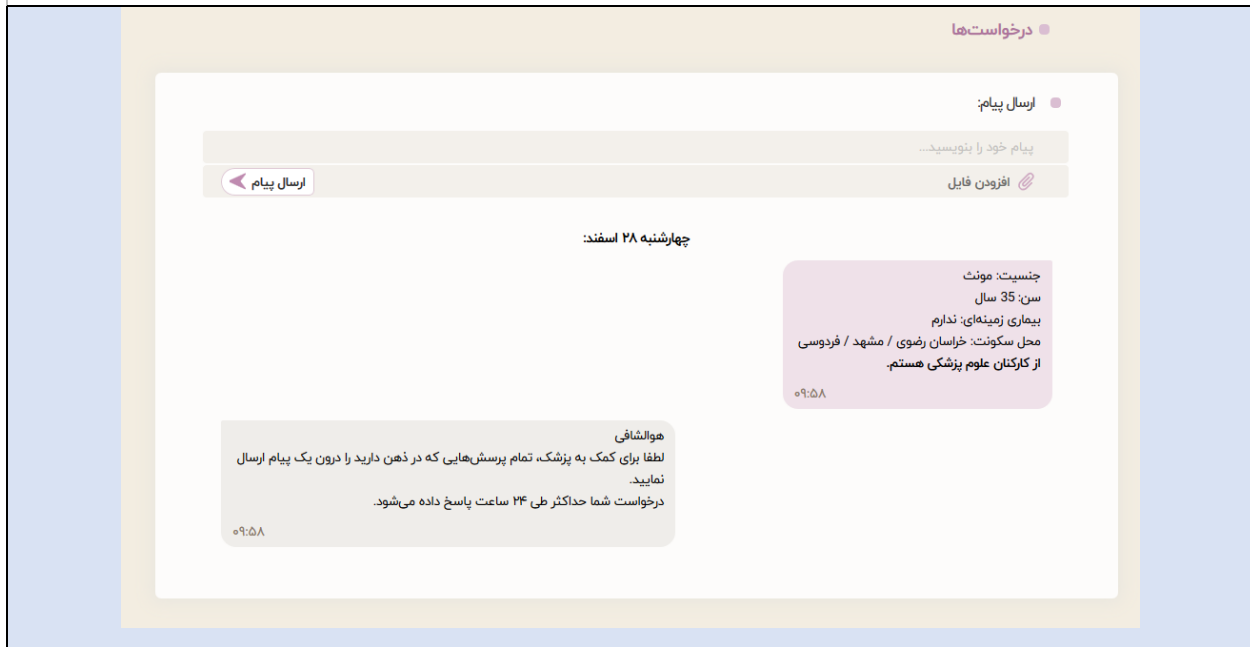 درخواست‌ها
ارسال پیام:
پیام خود را بنویسید...
افزودن فایل
ارسال پیام
چهارشنبه ۲۸ اسفند:
جنسیت: مونث
سن: 35 سال
بیماری زمینه‌ای: ندارم
محل سکونت: خراسان رضوی / مشهد / فردوسی
از کارکنان علوم پزشکی هستم.
۰۹:۵۸
هوالشافی
لطفا برای کمک به پزشک، تمام پرسش‌هایی که در ذهن دارید را درون یک پیام ارسال
نمایید.
درخواست شما حداکثر طی ۲۴ ساعت پاسخ داده می‌شود.
۰۹:۵۸